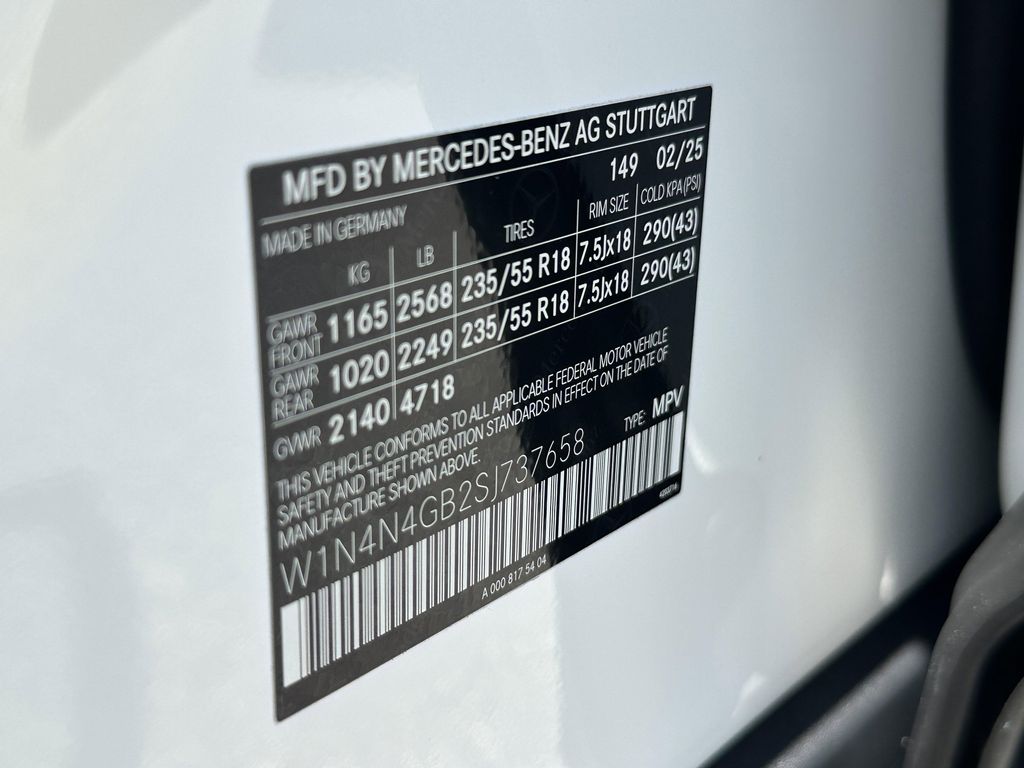 MFD BY MERCEDES-BENZ AG STUTTGART
149 02/25
MADE IN GERMANY
KG LB TIRES RIM SIZE COLD KPA(PSI)
GAWR FRONT 1165 2568 235/55 R18 7.5Jx18 290(43)
GAWR REAR 1020 2249 235/55 R18 7.5Jx18 290(43)
GVWR 2140 4718
THIS VEHICLE CONFORMS TO ALL APPLICABLE FEDERAL MOTOR VEHICLE
SAFETY AND THEFT PREVENTION STANDARDS IN EFFECT ON THE DATE OF
MANUFACTURE SHOWN ABOVE.
TYPE: MPV
W1N4N4GB2SJ737658
A 000 817 54 04